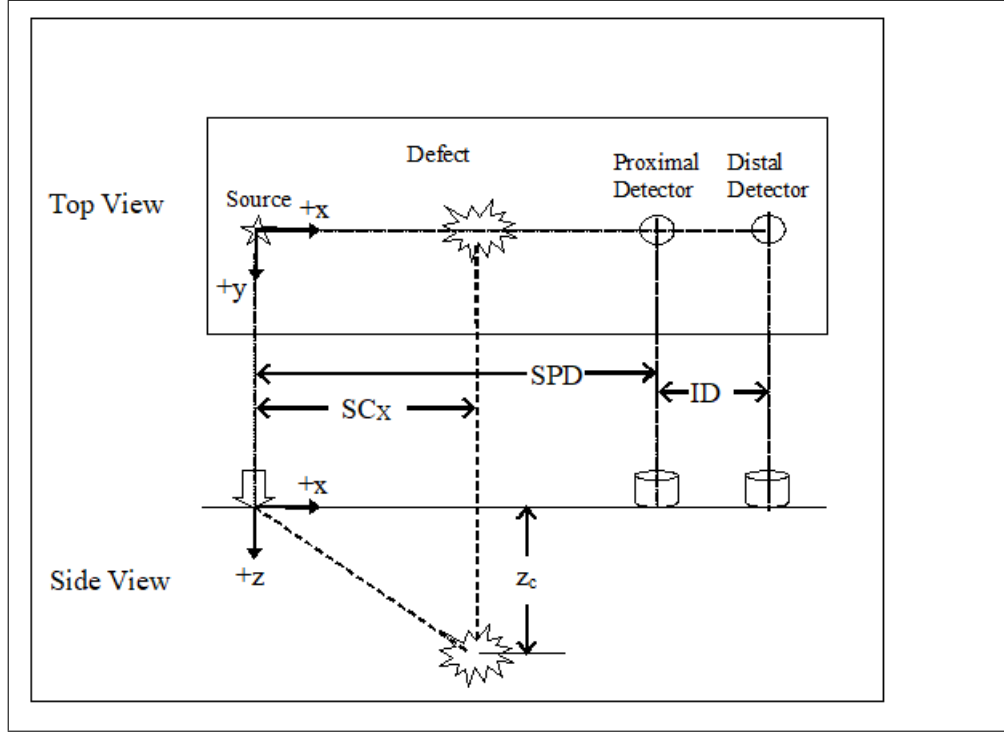 Defect
Proximal
Detector
Distal
Detector
Top View
Source
+x
+y
SPD
ID
SCx
+x
+z
Side View
zc